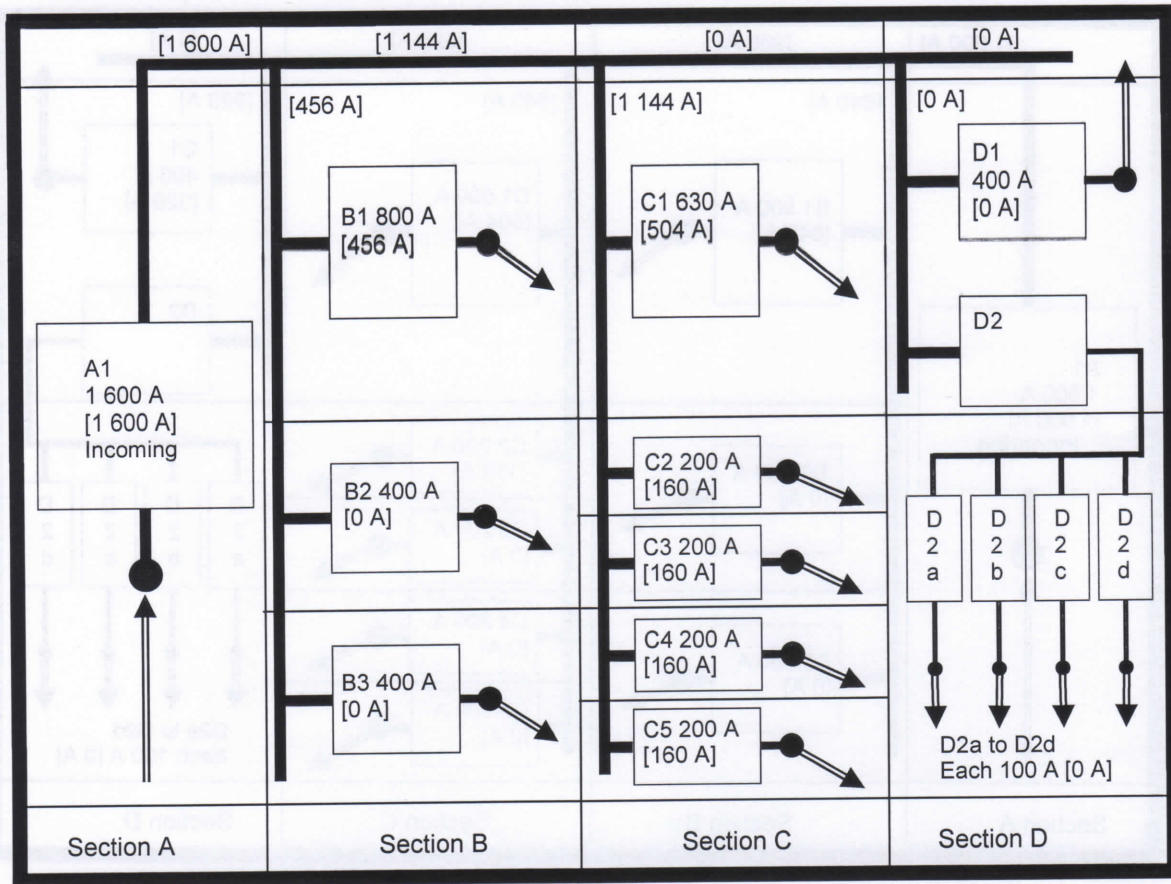 [1 600 A]
[1 144 A]
[0 A]
[0 A]
A1
1 600 A
[1 600 A]
Incoming
Section A
[456 A]
B1 800 A
[456 A]
B2 400 A
[0 A]
B3 400 A
[0 A]
Section B
[1 144 A]
C1 630 A
[504 A]
C2 200 A
[160 A]
C3 200 A
[160 A]
C4 200 A
[160 A]
C5 200 A
[160 A]
Section C
[0 A]
D1
400 A
[0 A]
D2
D
2
a
D
2
b
D
2
c
D
2
d
D2a to D2d
Each 100 A [0 A]
Section D